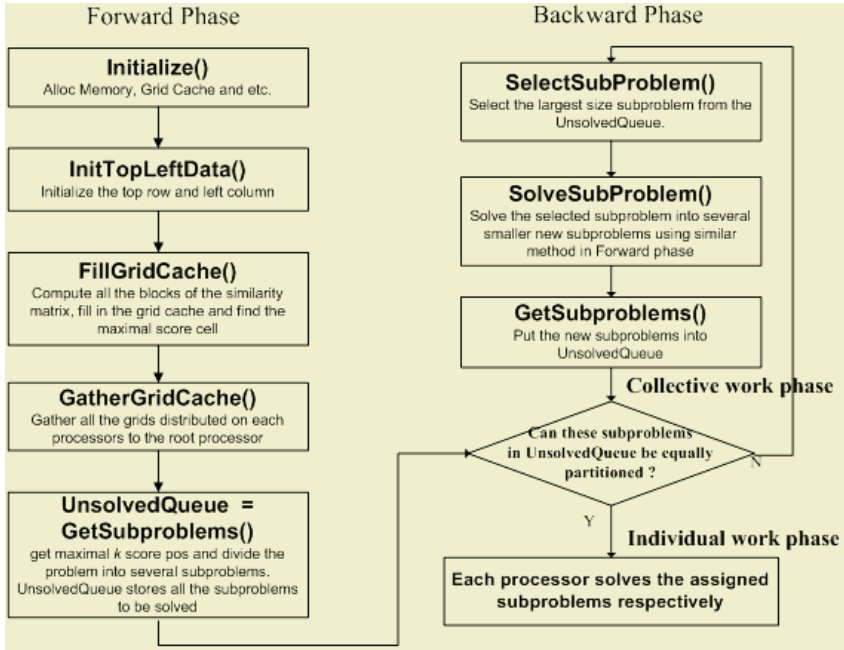 Forward Phase
Initialize()
Alloc Memory, Grid Cache and etc.
InitTopLeftData()
Initialize the top row and left column
FillGridCache()
Compute all the blocks of the similarity
matrix, fill in the grid cache and find the
maximal score cell
GatherGridCache()
Gather all the grids distributed on each
processors to the root processor
UnsolvedQueue =
GetSubproblems()
get maximal k score pos and divide the
problem into several subproblems.
UnsolvedQueue stores all the subproblems
to be solved
Backward Phase
SelectSubProblem()
Select the largest size subproblem from the
UnsolvedQueue.
SolveSubProblem()
Solve the selected subproblem into several
smaller new subproblems using similar
method in Forward phase
GetSubproblems()
Put the new subproblems into
UnsolvedQueue
Collective work phase
Can these subproblems
in UnsolvedQueue be equally
partitioned ?
N
Y
Individual work phase
Each processor solves the assigned
subproblems respectively